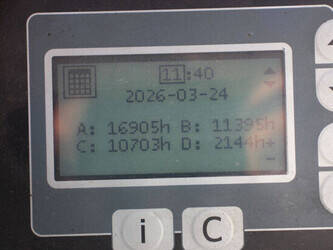 11:40
2026-03-24
A: 16905h B: 11395h
C: 10703h D: 2144h+
-
i C